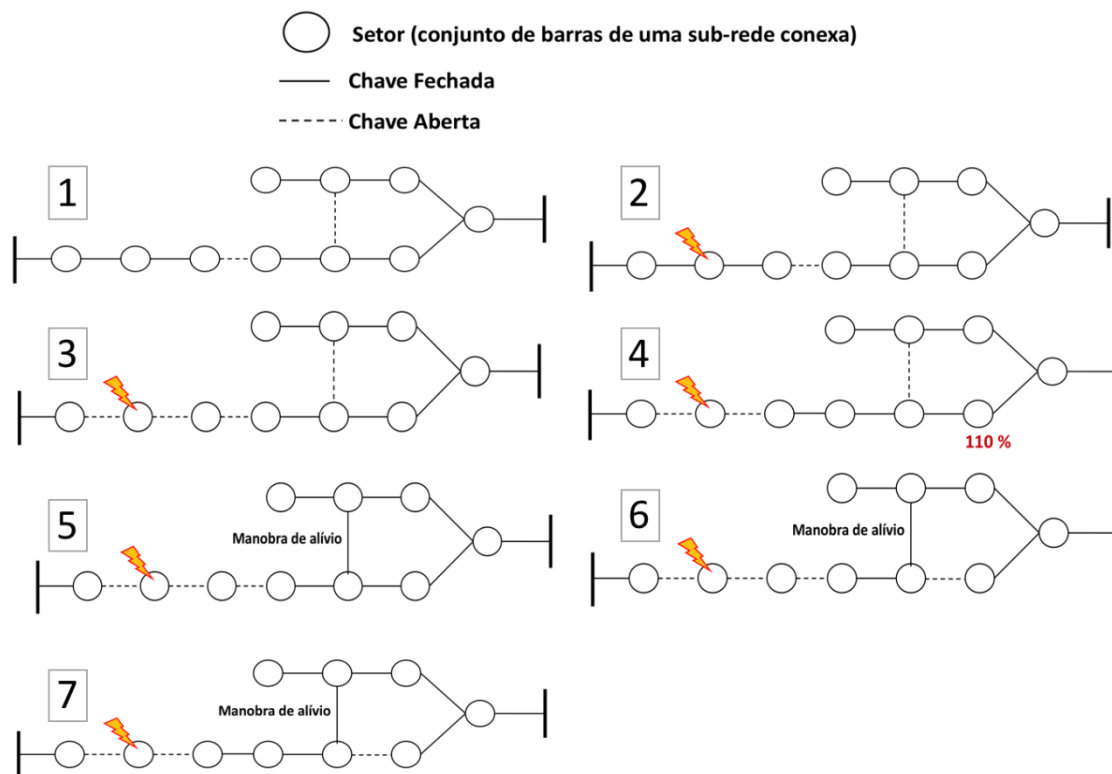 Setor (conjunto de barras de uma sub-rede conexa)
Chave Fechada
Chave Aberta
1
2
3
4
110 %
5
Manobra de alívio
6
Manobra de alívio
7
Manobra de alívio